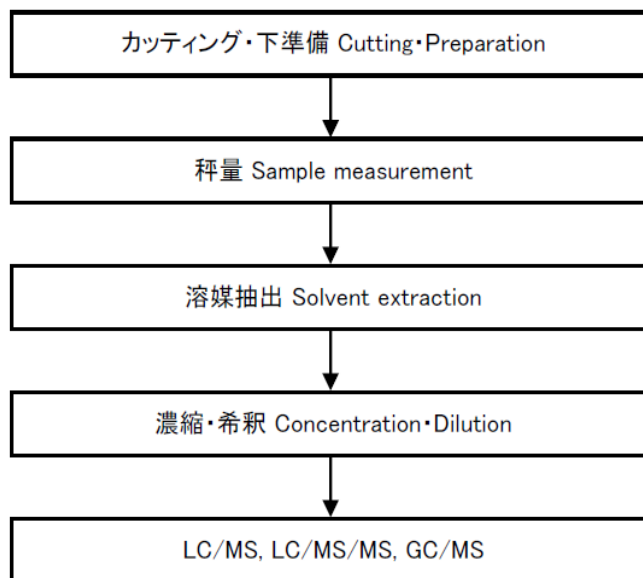 カッティング・下準備 Cutting・Preparation
秤量 Sample measurement
溶媒抽出 Solvent extraction
濃縮・希釈 Concentration・Dilution
LC/MS, LC/MS/MS, GC/MS